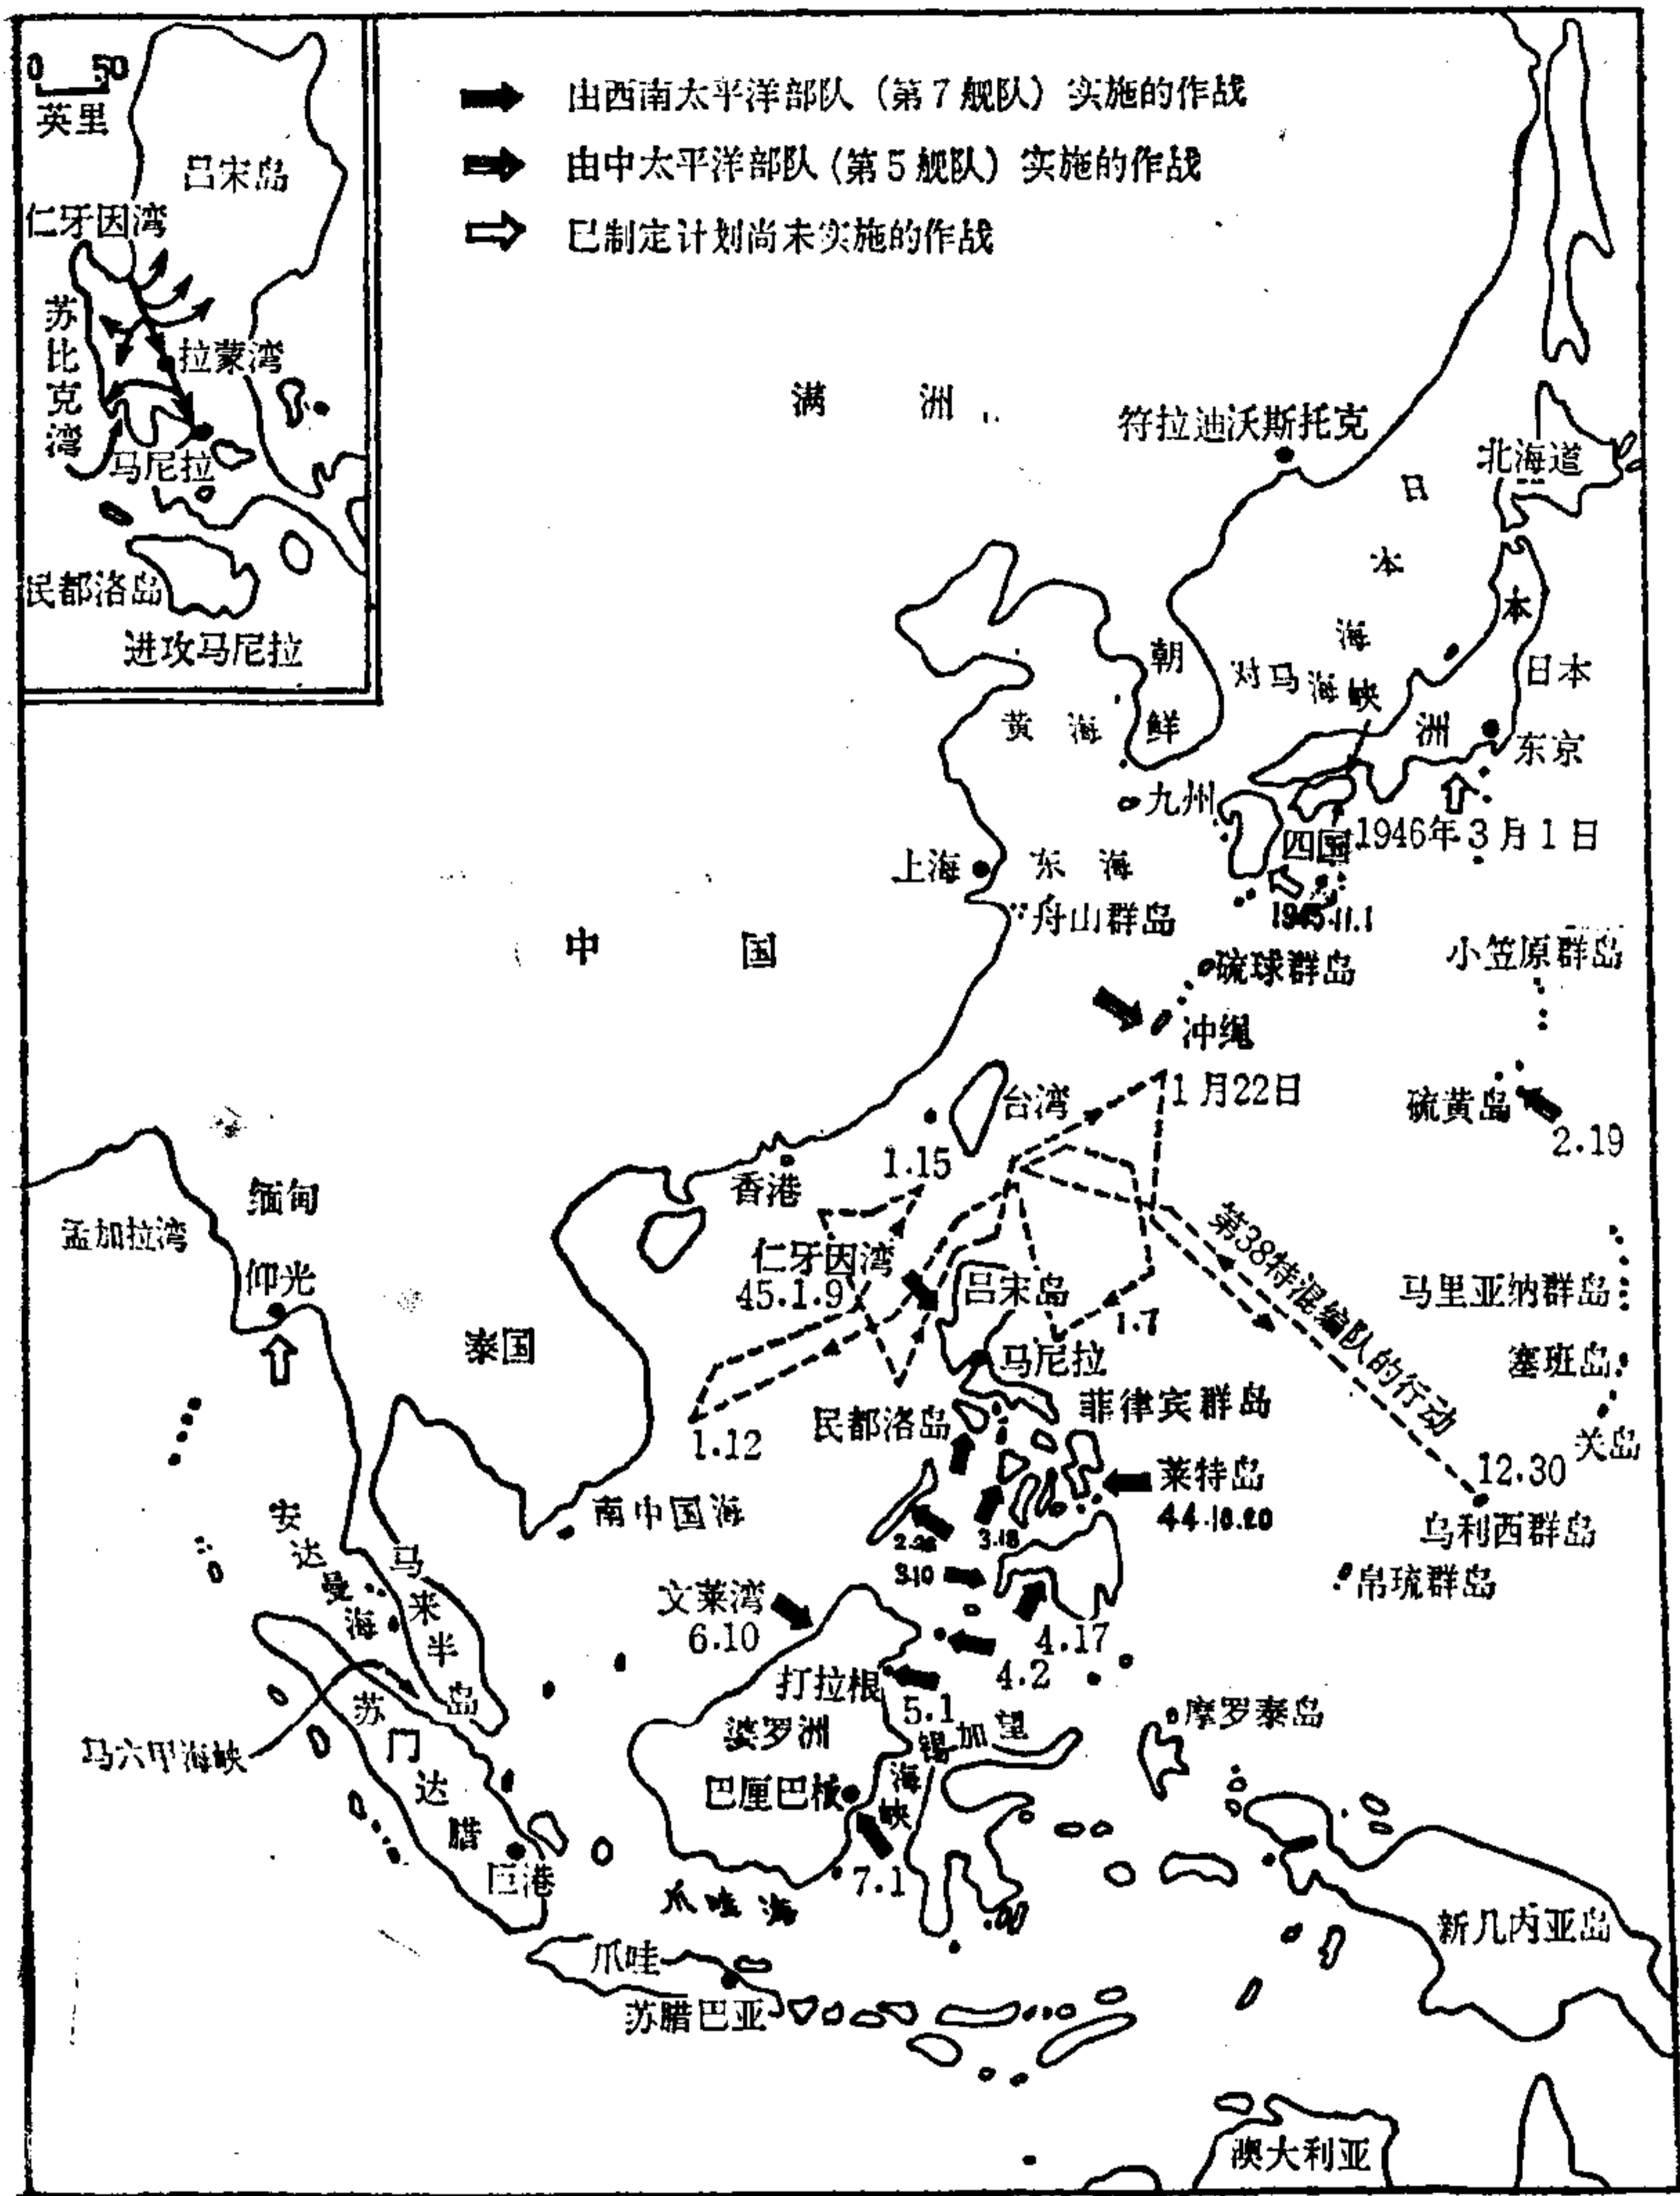 0 50
英里
吕宋岛
仁牙因湾
苏比克湾
拉蒙湾
马尼拉
民都洛岛
进攻马尼拉
由西南太平洋部队（第7舰队）实施的作战
由中太平洋部队（第5舰队）实施的作战
已制定计划尚未实施的作战
满洲
符拉迪沃斯托克
北海道
日本海
本洲
朝鲜
对马海峡
日本
黄海
东京
九州
四国
1946年3月1日
上海
东海
1945.11.1
舟山群岛
中国
小笠原群岛
硫球群岛
冲绳
1月22日
台湾
硫黄岛
2.19
1.15
香港
缅甸
孟加拉湾
仰光
仁牙因湾
45.1.9
吕宋岛
第38特混编队的行动
马里亚纳群岛
1.7
泰国
马尼拉
塞班岛
菲律宾群岛
民都洛岛
1.12
关岛
12.30
莱特岛
44.10.20
南中国海
乌利西群岛
3.18
3.10
帛琉群岛
安达曼海
马来半岛
文莱湾
6.10
4.17
4.2
打拉根
5.1
苏门达腊
婆罗洲
锡加望海峡
摩罗泰岛
马六甲海峡
巴厘巴板
7.1
巨港
爪哇海
新几内亚岛
爪哇
苏腊巴亚
澳大利亚